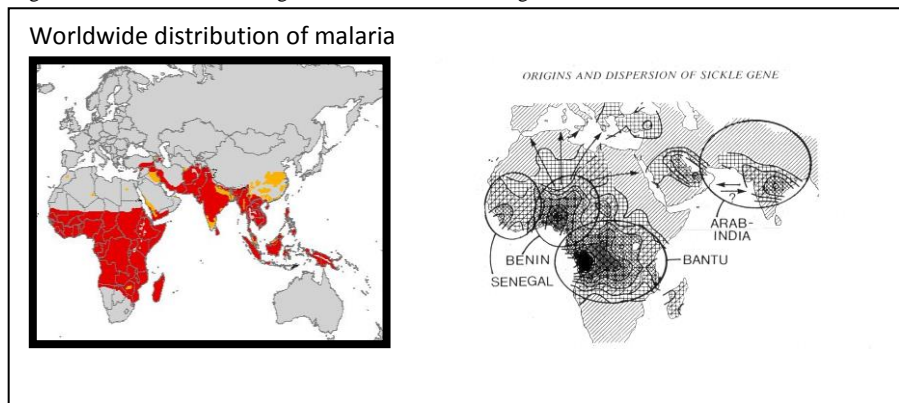 Worldwide distribution of malaria
ORIGINS AND DISPERSION OF SICKLE GENE
?
ARAB-
INDIA
BENIN
BANTU
SENEGAL